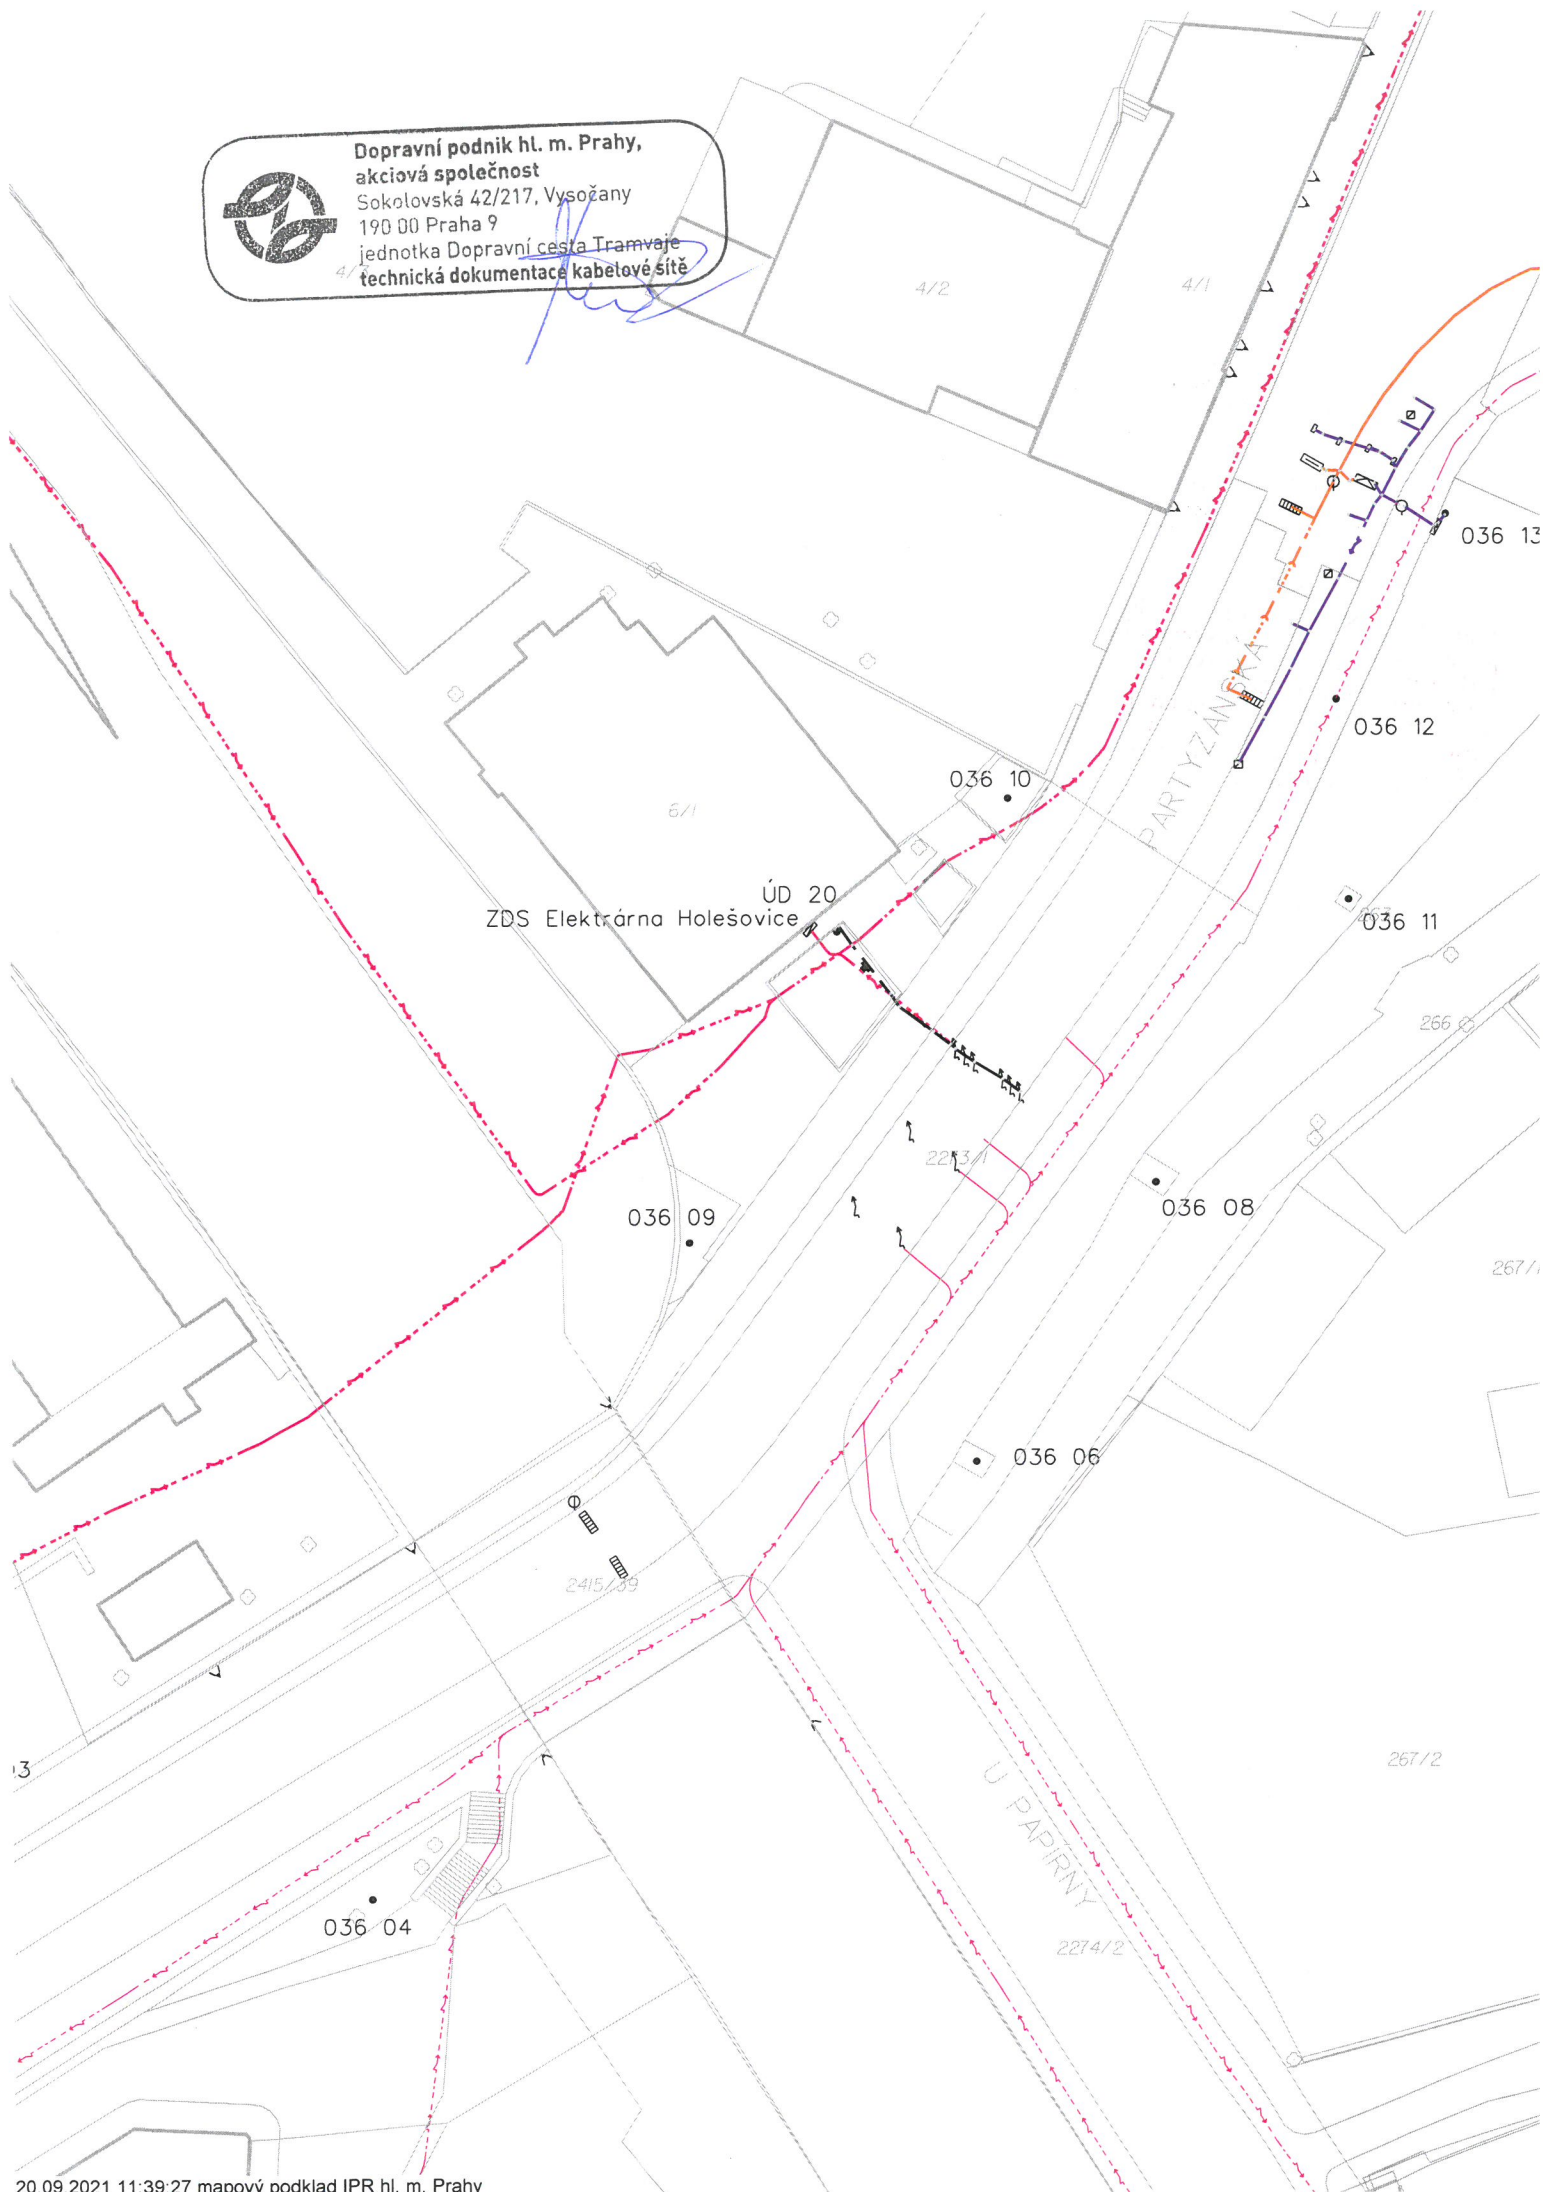 Dopravní podnik hl. m. Prahy,
akciová společnost
Sokolovská 42/217, Vysočany
190 00 Praha 9
jednotka Dopravní cesta Tramvaje
technická dokumentace kabelové sítě
4/2
4/1
036 13
PARTYZÁNSKÁ
036 12
036 10
6/1
ÚD 20
ZDS Elektrárna Holešovice
036 11
266
2273/1
036 08
036 09
267/1
036 06
2415/39
267/2
U PAPÍRNY
036 04
2274/2
20.09.2021 11:39:27 mapový podklad IPR hl. m. Prahy